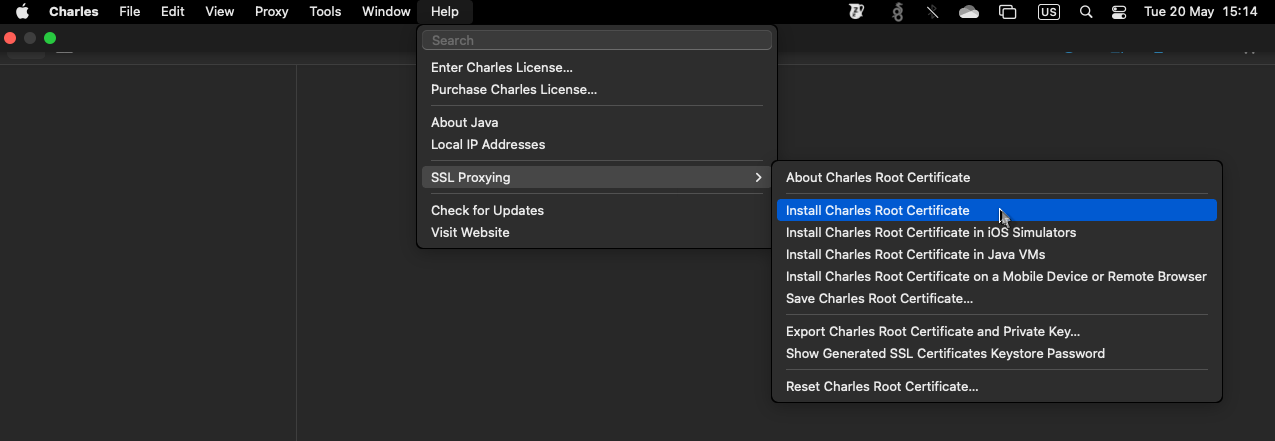 Charles File Edit View Proxy Tools Window Help US Tue 20 May 15:14
Search
Enter Charles License...
Purchase Charles License...
About Java
Local IP Addresses
SSL Proxying
Check for Updates
Visit Website
About Charles Root Certificate
Install Charles Root Certificate
Install Charles Root Certificate in iOS Simulators
Install Charles Root Certificate in Java VMs
Install Charles Root Certificate on a Mobile Device or Remote Browser
Save Charles Root Certificate...
Export Charles Root Certificate and Private Key...
Show Generated SSL Certificates Keystore Password
Reset Charles Root Certificate...